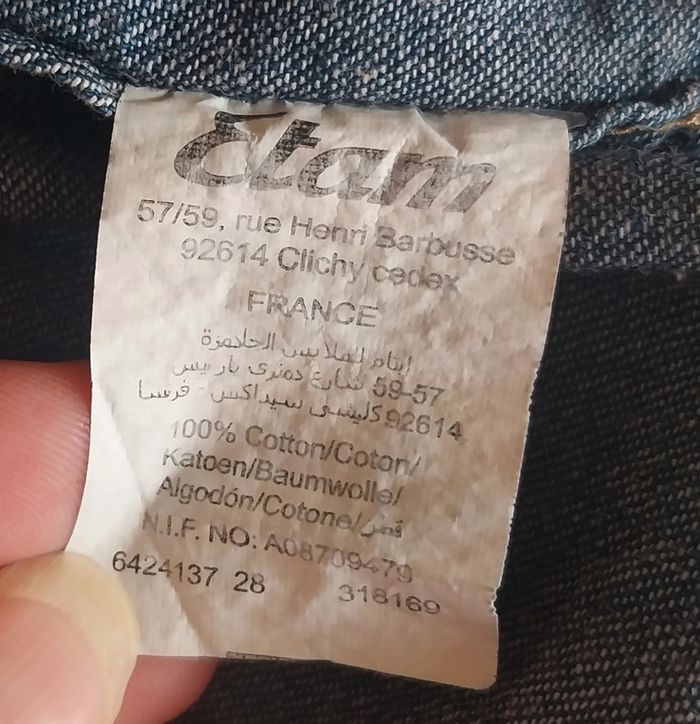 Etam
57/59, rue Henri Barbusse
92614 Clichy cedex
FRANCE
إيتام للملابس الجاهزة
57-59 شارع هنري باربيس
92614 كليشي سيداكس - فرنسا
100% Cotton/Coton/
Katoen/Baumwolle/
Algodón/Cotone/قطن
N.I.F. NO: A08709479
6424137 28 318169